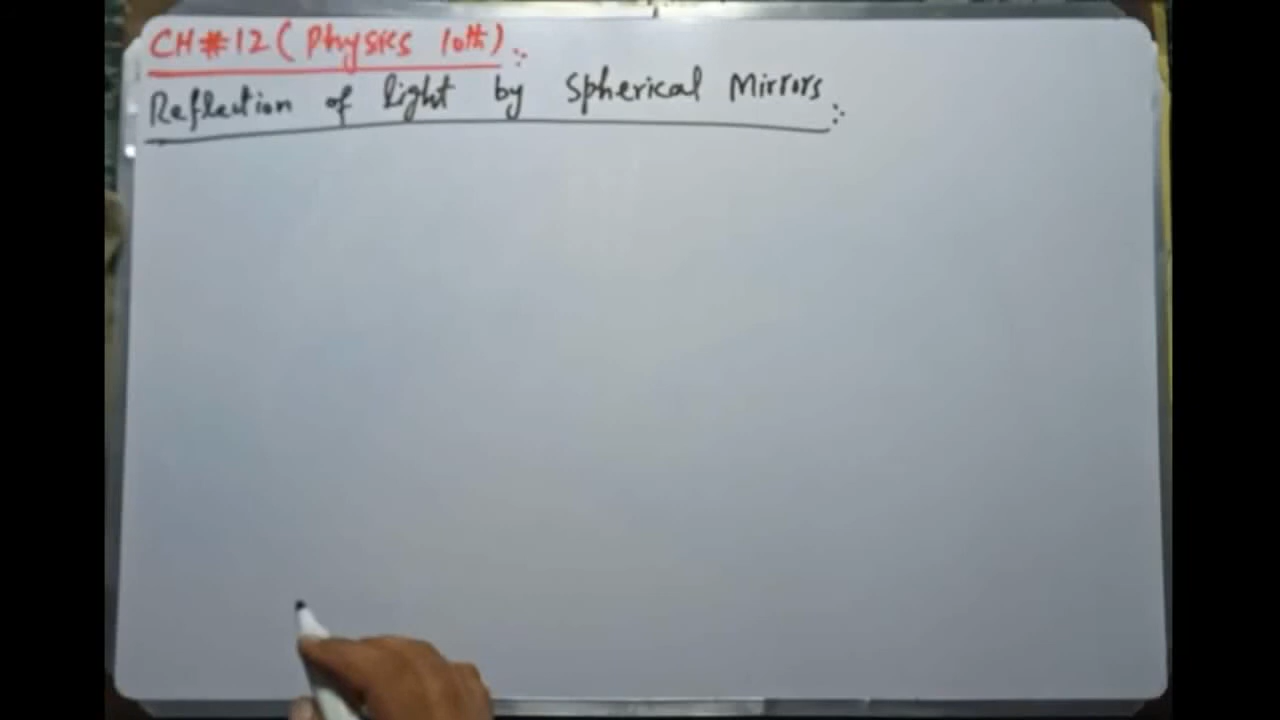 CH#12 (Physics 10th):
Reflection of light by Spherical Mirrors: